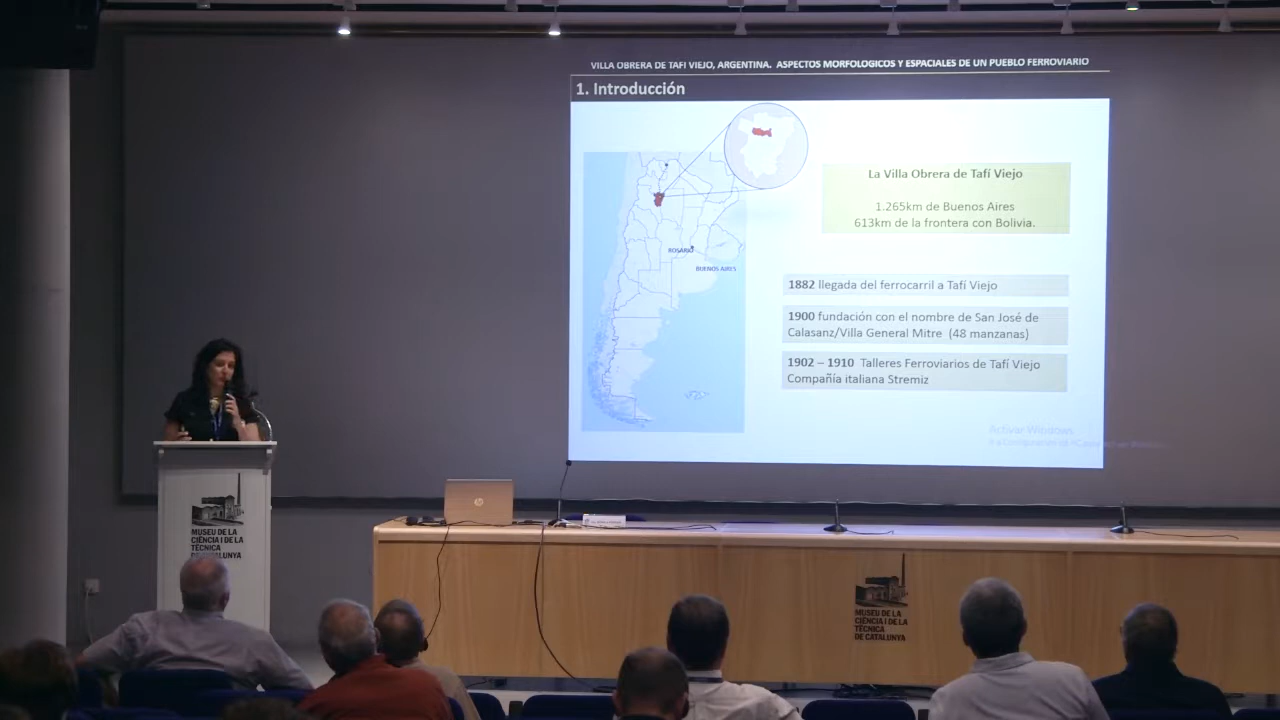 VILLA OBRERA DE TAFI VIEJO, ARGENTINA. ASPECTOS MORFOLOGICOS Y ESPACIALES DE UN PUEBLO FERROVIARIO
1. Introducción
La Villa Obrera de Tafí Viejo
1.265km de Buenos Aires
613km de la frontera con Bolivia.
ROSARIO
BUENOS AIRES
1882 llegada del ferrocarril a Tafí Viejo
1900 fundación con el nombre de San José de
Calasanz/Villa General Mitre (48 manzanas)
1902 – 1910 Talleres Ferroviarios de Tafí Viejo
Compañía italiana Stremiz
Activar Windows
hp
MUSEU DE LA
CIÈNCIA I DE LA
TÈCNICA
DE CATALUNYA
MUSEU DE LA
CIÈNCIA I DE LA
TÈCNICA
DE CATALUNYA